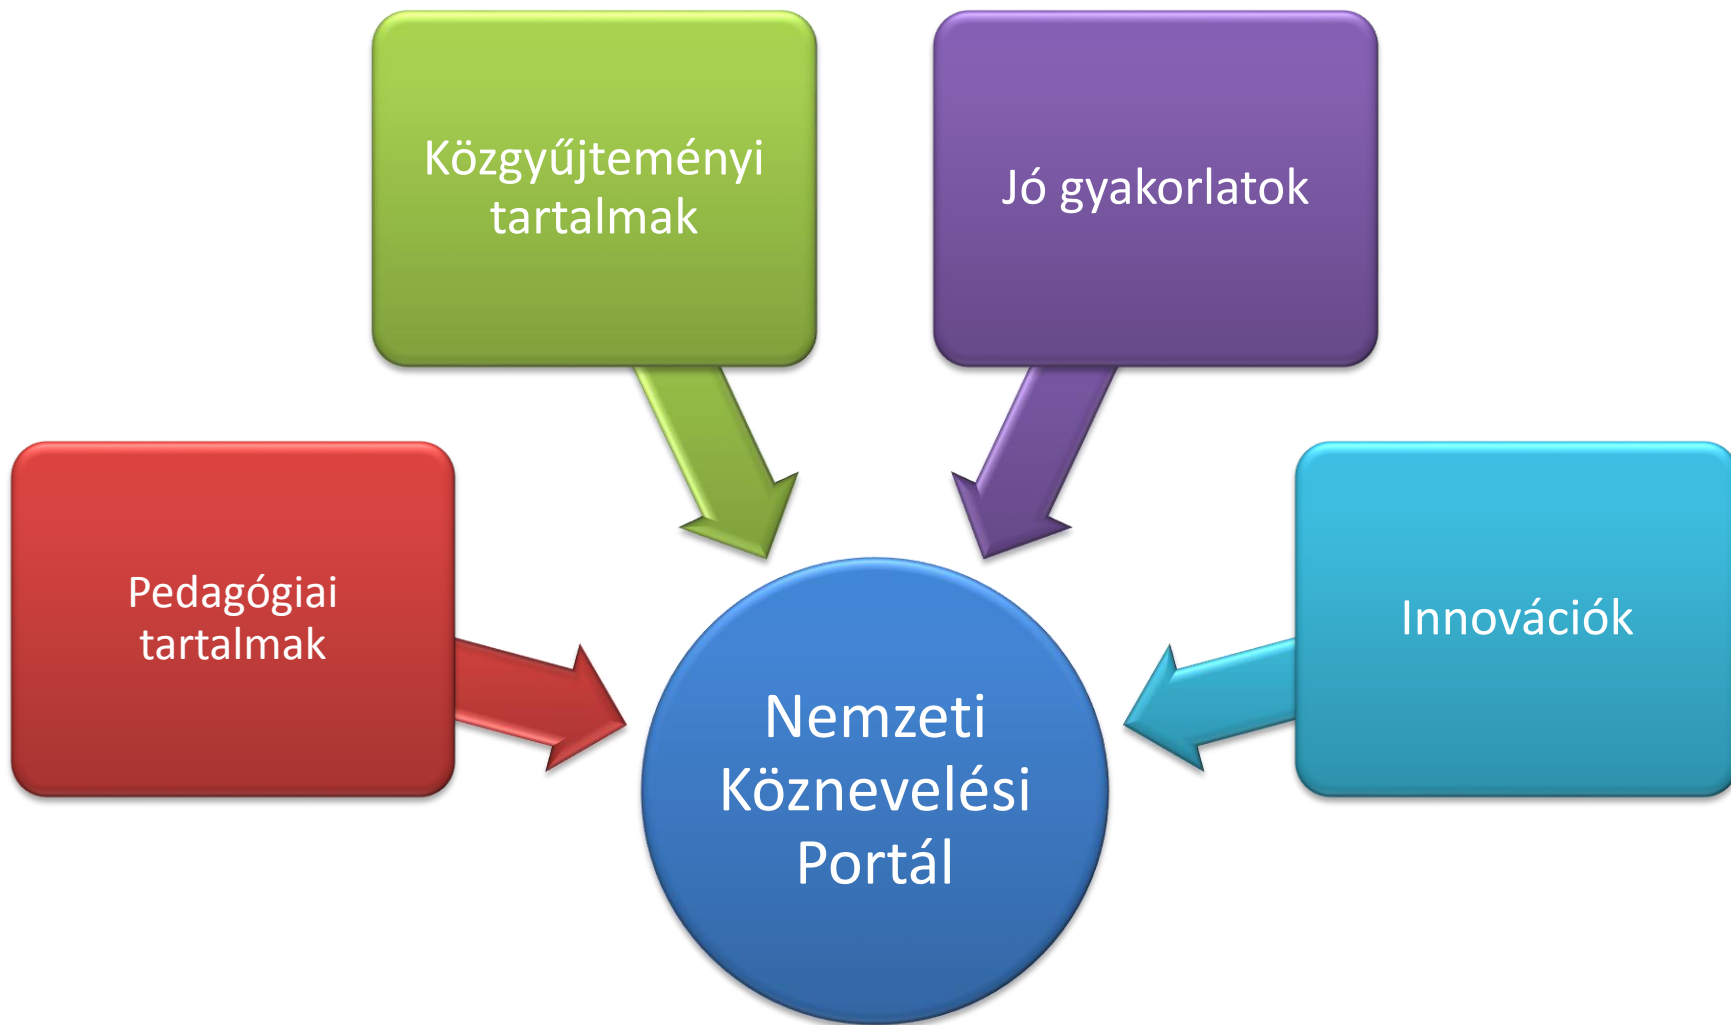 Közgyűjteményi
tartalmak
Jó gyakorlatok
Pedagógiai
tartalmak
Innovációk
Nemzeti
Köznevelési
Portál